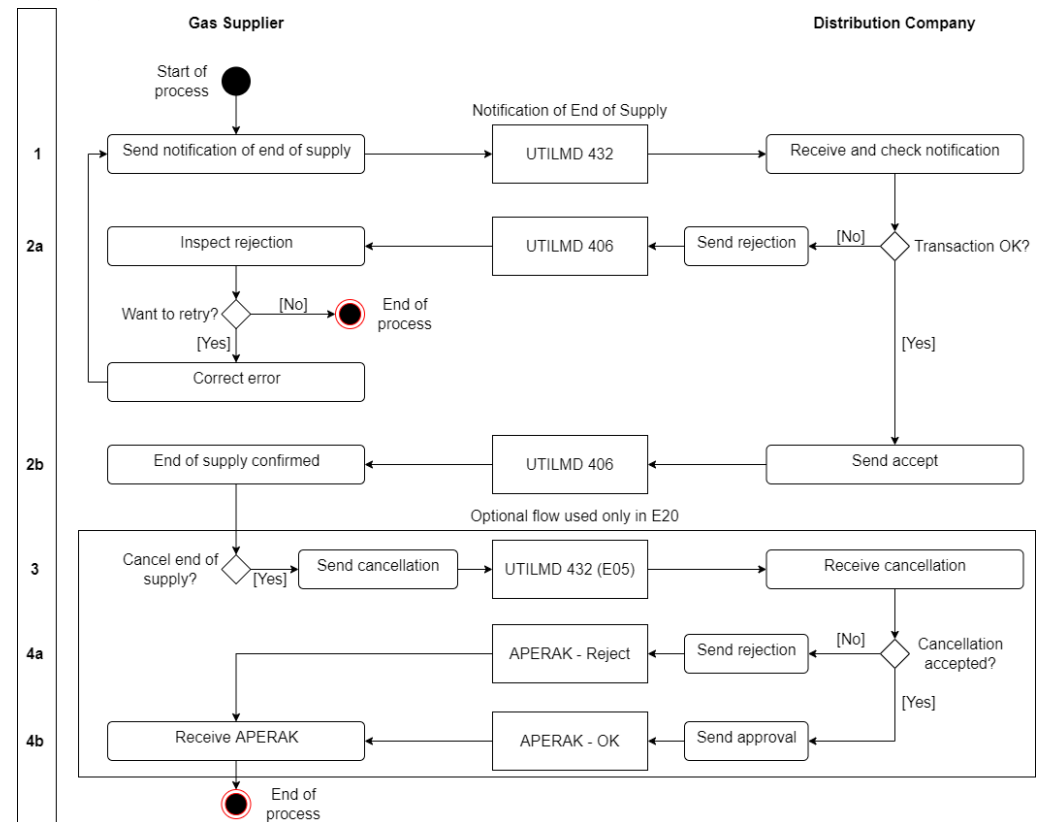 Gas Supplier
Distribution Company
Start of
process
Notification of End of Supply
1
Send notification of end of supply
UTILMD 432
Receive and check notification
2a
Inspect rejection
UTILMD 406
Send rejection
[No]
Transaction OK?
Want to retry?
[No]
End of
process
[Yes]
[Yes]
Correct error
2b
End of supply confirmed
UTILMD 406
Send accept
Optional flow used only in E20
3
Cancel end of
supply?
[Yes]
Send cancellation
UTILMD 432 (E05)
Receive cancellation
4a
APERAK - Reject
Send rejection
[No]
Cancellation
accepted?
[Yes]
4b
Receive APERAK
APERAK - OK
Send approval
End of
process